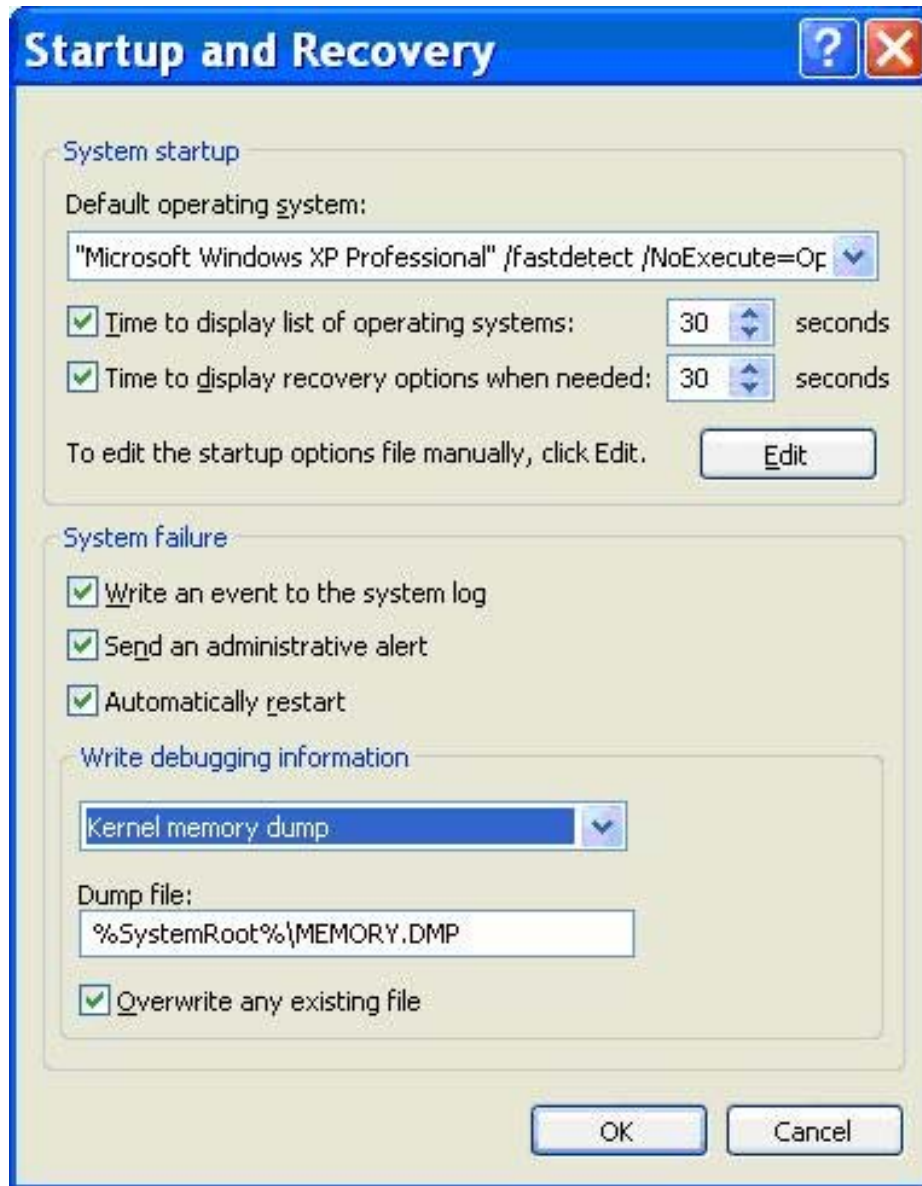 Startup and Recovery
System startup
Default operating system:
"Microsoft Windows XP Professional" /fastdetect /NoExecute=Op
Time to display list of operating systems: 30 seconds
Time to display recovery options when needed: 30 seconds
To edit the startup options file manually, click Edit. Edit
System failure
Write an event to the system log
Send an administrative alert
Automatically restart
Write debugging information
Kernel memory dump
Dump file:
%SystemRoot%\MEMORY.DMP
Overwrite any existing file
OK Cancel